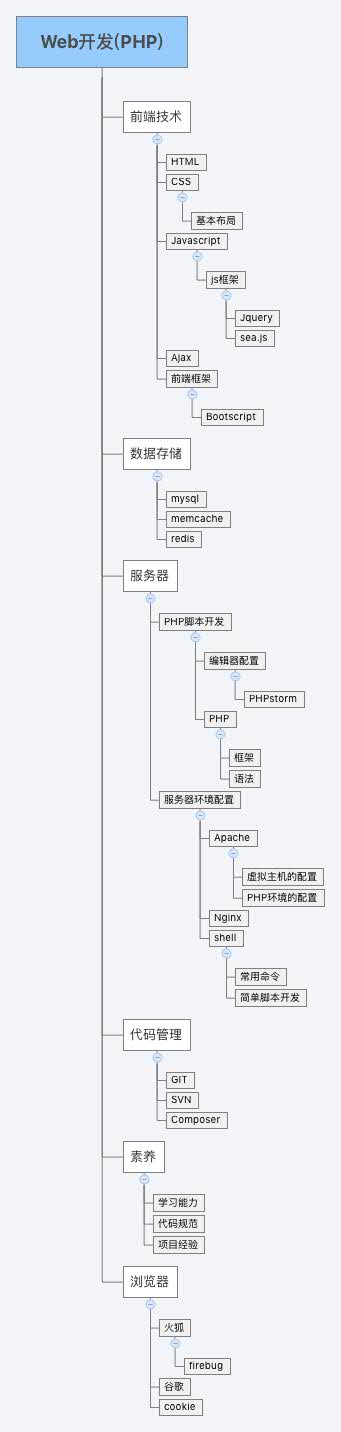 Web开发(PHP)
前端技术
HTML
CSS
基本布局
Javascript
js框架
Jquery
sea.js
Ajax
前端框架
Bootscript
数据存储
mysql
memcache
redis
服务器
PHP脚本开发
编辑器配置
PHPstorm
PHP
框架
语法
服务器环境配置
Apache
虚拟主机的配置
PHP环境的配置
Nginx
shell
常用命令
简单脚本开发
代码管理
GIT
SVN
Composer
素养
学习能力
代码规范
项目经验
浏览器
火狐
firebug
谷歌
cookie